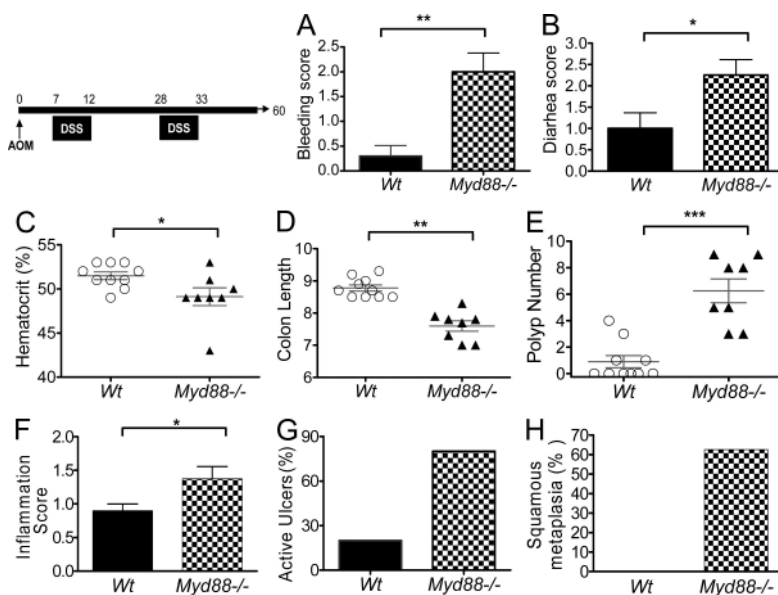 0 7 12 28 33 60
AOM DSS DSS
A
**
Bleeding score
2.5
2.0
1.5
1.0
0.5
0.0
Wt Myd88-/-
B
*
Diarhea score
3.0
2.5
2.0
1.5
1.0
0.5
0.0
Wt Myd88-/-
C
*
Hematocrit (%)
53
50
47
43
40
Wt Myd88-/-
D
**
Colon Length
9
8
7
6
Wt Myd88-/-
E
***
Polyp Number
10
8
6
4
2
0
Wt Myd88-/-
F
*
Inflammation
Score
2.0
1.5
1.0
0.5
0.0
Wt Myd88-/-
G
Active Ulcers(%)
90
60
30
0
Wt Myd88-/-
H
Squamous
metaplasia (% )
70
60
50
40
30
20
10
0
Wt Myd88-/-